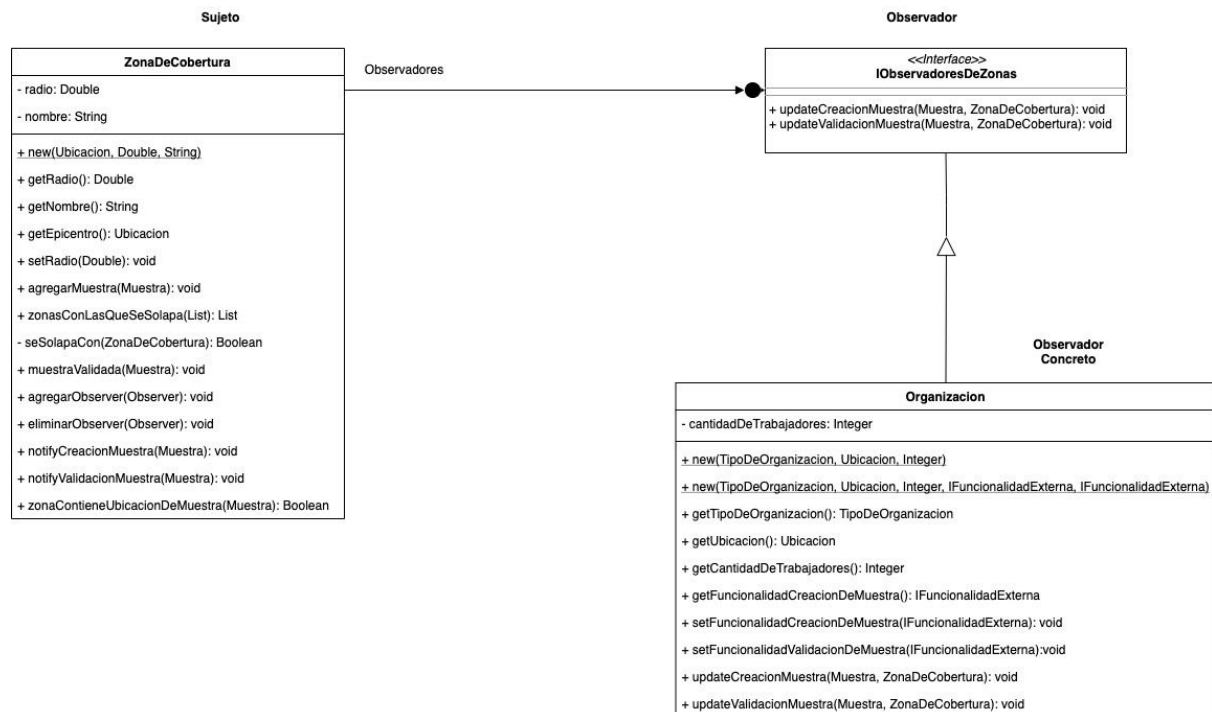 Sujeto
ZonaDeCobertura
- radio: Double
- nombre: String
+ new(Ubicacion, Double, String)
+ getRadio(): Double
+ getNombre(): String
+ getEpicentro(): Ubicacion
+ setRadio(Double): void
+ agregarMuestra(Muestra): void
+ zonasConLasQueSeSolapa(List): List
- seSolapaCon(ZonaDeCobertura): Boolean
+ muestraValidada(Muestra): void
+ agregarObserver(Observer): void
+ eliminarObserver(Observer): void
+ notifyCreacionMuestra(Muestra): void
+ notifyValidacionMuestra(Muestra): void
+ zonaContieneUbicacionDeMuestra(Muestra): Boolean
Observadores
Observador
<<Interface>>
IObservadoresDeZonas
+ updateCreacionMuestra(Muestra, ZonaDeCobertura): void
+ updateValidacionMuestra(Muestra, ZonaDeCobertura): void
Observador
Concreto
Organizacion
- cantidadDeTrabajadores: Integer
+ new(TipoDeOrganizacion, Ubicacion, Integer)
+ new(TipoDeOrganizacion, Ubicacion, Integer, IFuncionalidadExterna, IFuncionalidadExterna)
+ getTipoDeOrganizacion(): TipoDeOrganizacion
+ getUbicacion(): Ubicacion
+ getCantidadDeTrabajadores(): Integer
+ getFuncionalidadCreacionDeMuestra(): IFuncionalidadExterna
+ setFuncionalidadCreacionDeMuestra(IFuncionalidadExterna): void
+ setFuncionalidadValidacionDeMuestra(IFuncionalidadExterna):void
+ updateCreacionMuestra(Muestra, ZonaDeCobertura): void
+ updateValidacionMuestra(Muestra, ZonaDeCobertura): void